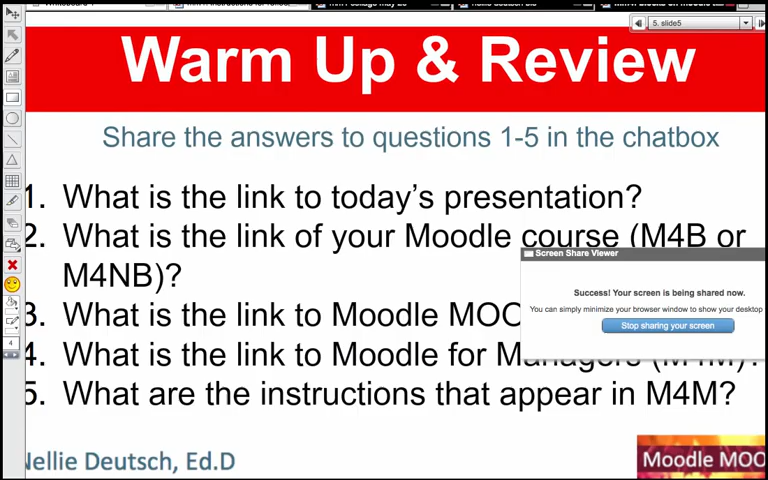 5. slide5
Warm Up & Review
Share the answers to questions 1-5 in the chatbox
1. What is the link to today's presentation?
2. What is the link of your Moodle course (M4B or
M4NB)?
3. What is the link to Moodle MOO
4. What is the link to Moodle for Managers (M4M)?
5. What are the instructions that appear in M4M?
Screen Share Viewer
Success! Your screen is being shared now.
You can simply minimize your browser window to show your desktop
Stop sharing your screen
Nellie Deutsch, Ed.D
Moodle MOO
4